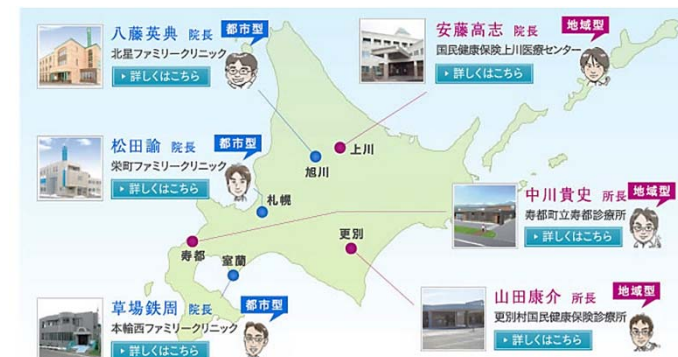 八藤英典 院長
都市型
北星ファミリークリニック
詳しくはこちら
安藤高志 院長
地域型
国民健康保険上川医療センター
詳しくはこちら
松田諭 院長
都市型
栄町ファミリークリニック
詳しくはこちら
上川
旭川
札幌
中川貴史 所長
地域型
寿都町立寿都診療所
詳しくはこちら
寿都
室蘭
更別
草場鉄周 院長
都市型
本輪西ファミリークリニック
詳しくはこちら
山田康介 所長
地域型
更別村国民健康保険診療所
詳しくはこちら